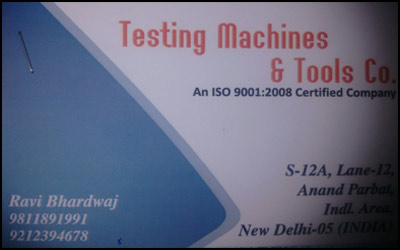 Testing Machines
& Tools Co.
An ISO 9001:2008 Certified Company
S-12A, Lane-12,
Anand Parbat,
Indl. Area,
New Delhi-05 (INDIA)
Ravi Bhardwaj
9811891991
9212394678